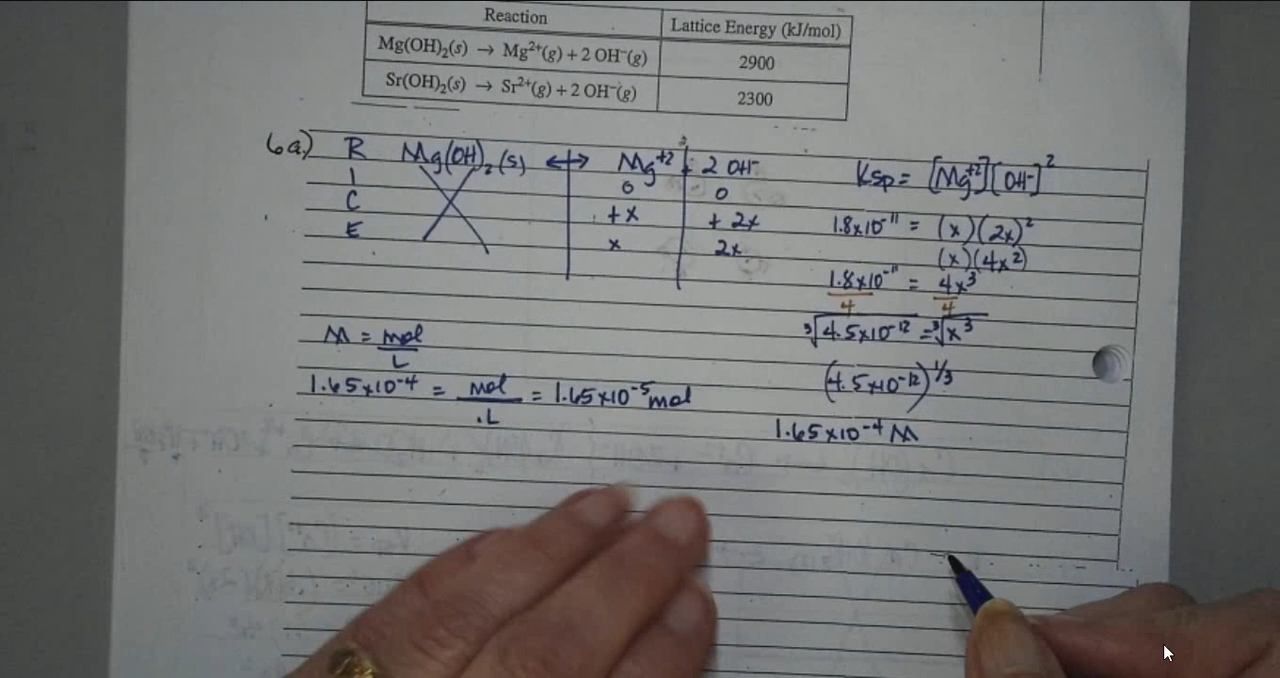 Reaction Lattice Energy (kJ/mol)
Mg(OH)₂(s) → Mg²⁺(g) + 2 OH⁻(g) 2900
Sr(OH)₂(s) → Sr²⁺(g) + 2 OH⁻(g) 2300
6a.) R Mg(OH)₂(s) ↔ Mg⁺² 2 OH⁻
I 0 0
C +x +2x
E x 2x
Ksp = [Mg⁺²][OH⁻]²
1.8x10⁻¹¹ = (x)(2x)²
(x)(4x²)
1.8x10⁻¹¹ = 4x³
4 4
³√4.5x10⁻¹² = ³√x³
(4.5x10⁻¹²)^1/3
1.65x10⁻⁴ M
M = mol
L
1.65x10⁻⁴ = mol = 1.65x10⁻⁵ mol
.1L